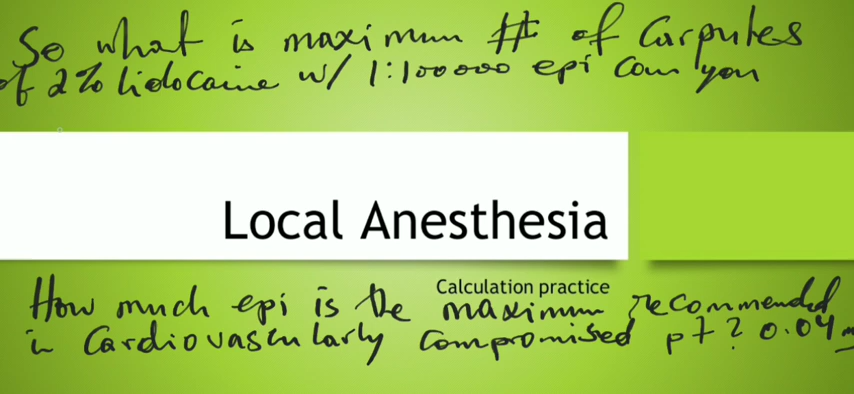 So what is maximum # of Carpules
of 2% lidocaine w/ 1:100000 epi can you
Local Anesthesia
Calculation practice
How much epi is the maximum recommended
in Cardiovascularly compromised pt? 0.04